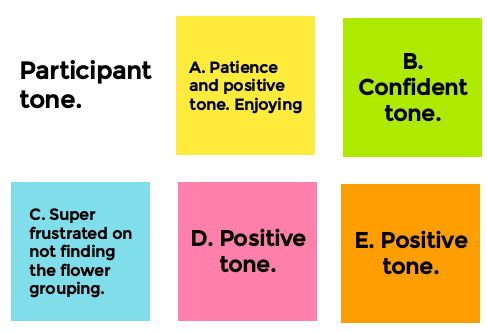 Participant
tone.
A. Patience
and positive
tone. Enjoying
B.
Confident
tone.
C. Super
frustrated on
not finding
the flower
grouping.
D. Positive
tone.
E. Positive
tone.